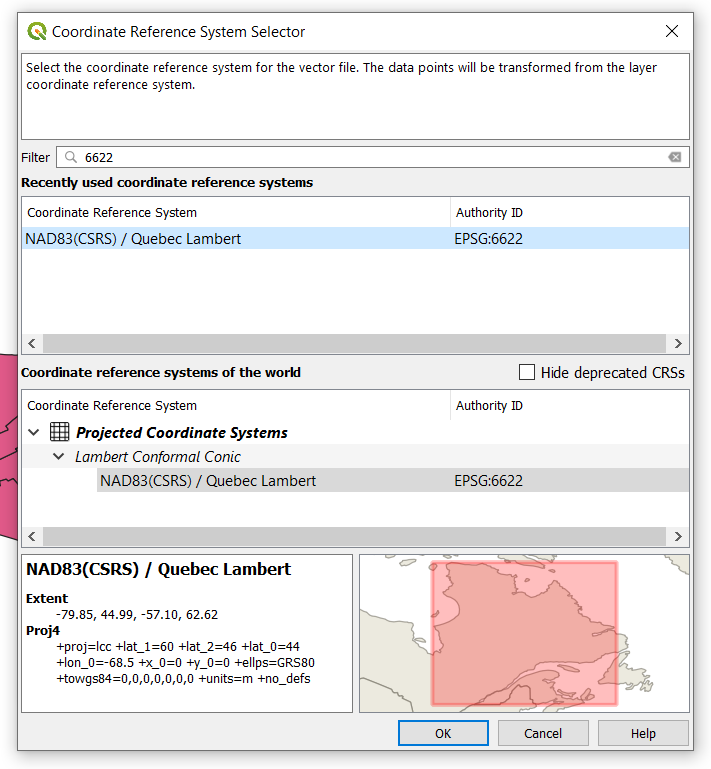 Coordinate Reference System Selector
Select the coordinate reference system for the vector file. The data points will be transformed from the layer
coordinate reference system.
Filter 6622
Recently used coordinate reference systems
Coordinate Reference System Authority ID
NAD83(CSRS) / Quebec Lambert EPSG:6622
Coordinate reference systems of the world Hide deprecated CRSs
Coordinate Reference System Authority ID
Projected Coordinate Systems
Lambert Conformal Conic
NAD83(CSRS) / Quebec Lambert EPSG:6622
NAD83(CSRS) / Quebec Lambert
Extent
-79.85, 44.99, -57.10, 62.62
Proj4
+proj=lcc +lat_1=60 +lat_2=46 +lat_0=44
+lon_0=-68.5 +x_0=0 +y_0=0 +ellps=GRS80
+towgs84=0,0,0,0,0,0,0 +units=m +no_defs
OK Cancel Help